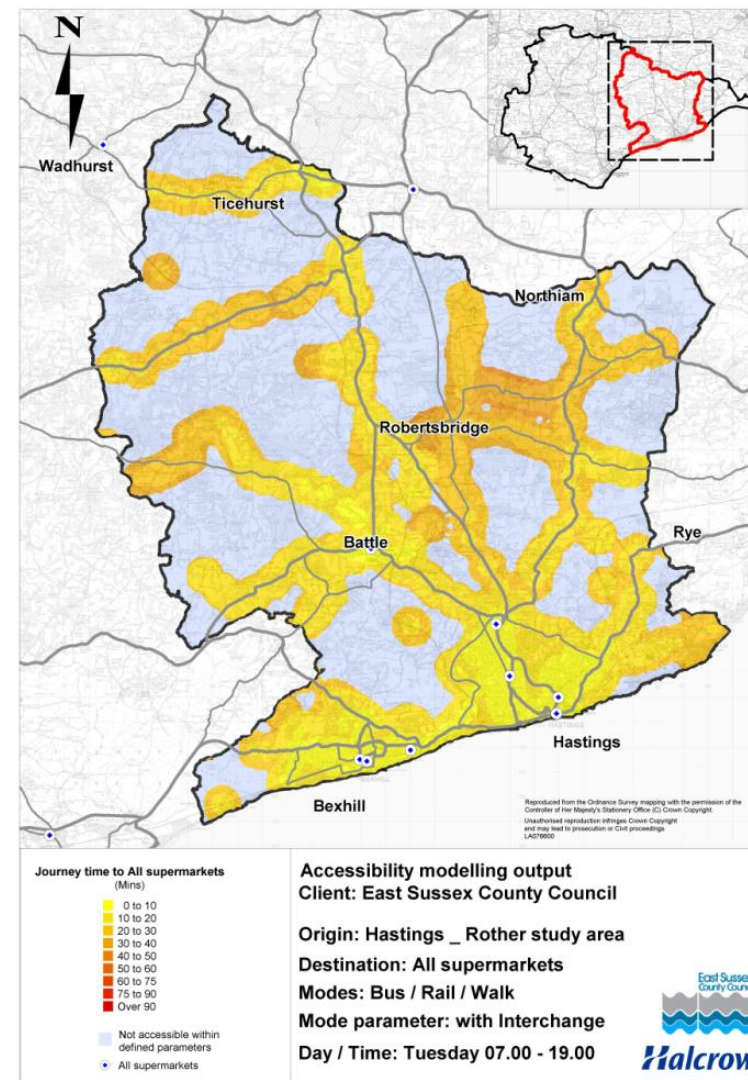 N
Wadhurst
Ticehurst
Northiam
Robertsbridge
Rye
Battle
Hastings
Bexhill
Reproduced from the Ordnance Survey mapping with the permission of the
Controller of Her Majesty's Stationery Office (C) Crown Copyright.
Unauthorised reproduction infringes Crown Copyright
and may lead to prosecution or Civil proceedings
LA076600
Journey time to All supermarkets
(Mins)
0 to 10
10 to 20
20 to 30
30 to 40
40 to 50
50 to 60
60 to 75
75 to 90
Over 90
Not accessible within
defined parameters
All supermarkets
Accessibility modelling output
Client: East Sussex County Council
Origin: Hastings _ Rother study area
Destination: All supermarkets
Modes: Bus / Rail / Walk
Mode parameter: with Interchange
Day / Time: Tuesday 07.00 - 19.00
East Susse
County Counc
Halcrow